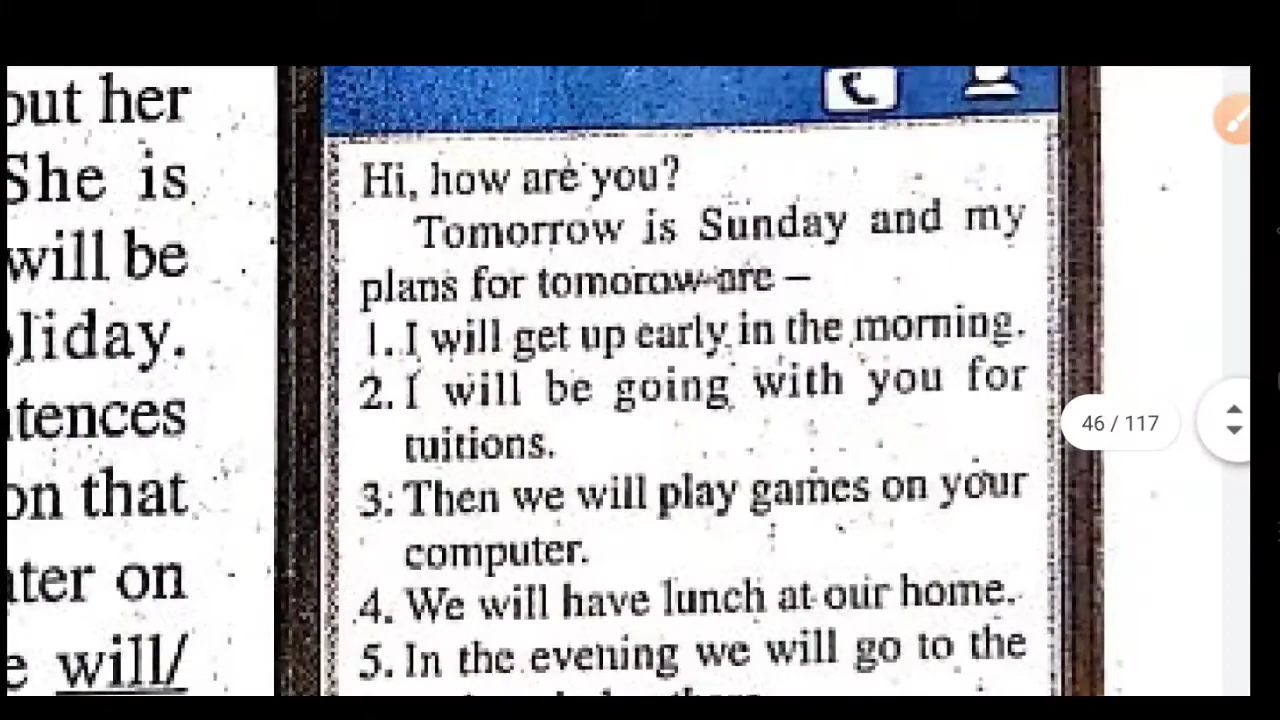 out her
She is
will be
liday.
tences
on that
ter on
e will/
Hi, how are you?
Tomorrow is Sunday and my
plans for tomorow are –
1. I will get up early in the morning.
2. I will be going with you for
tuitions.
3. Then we will play games on your
computer.
4. We will have lunch at our home.
5. In the evening we will go to the
46 / 117